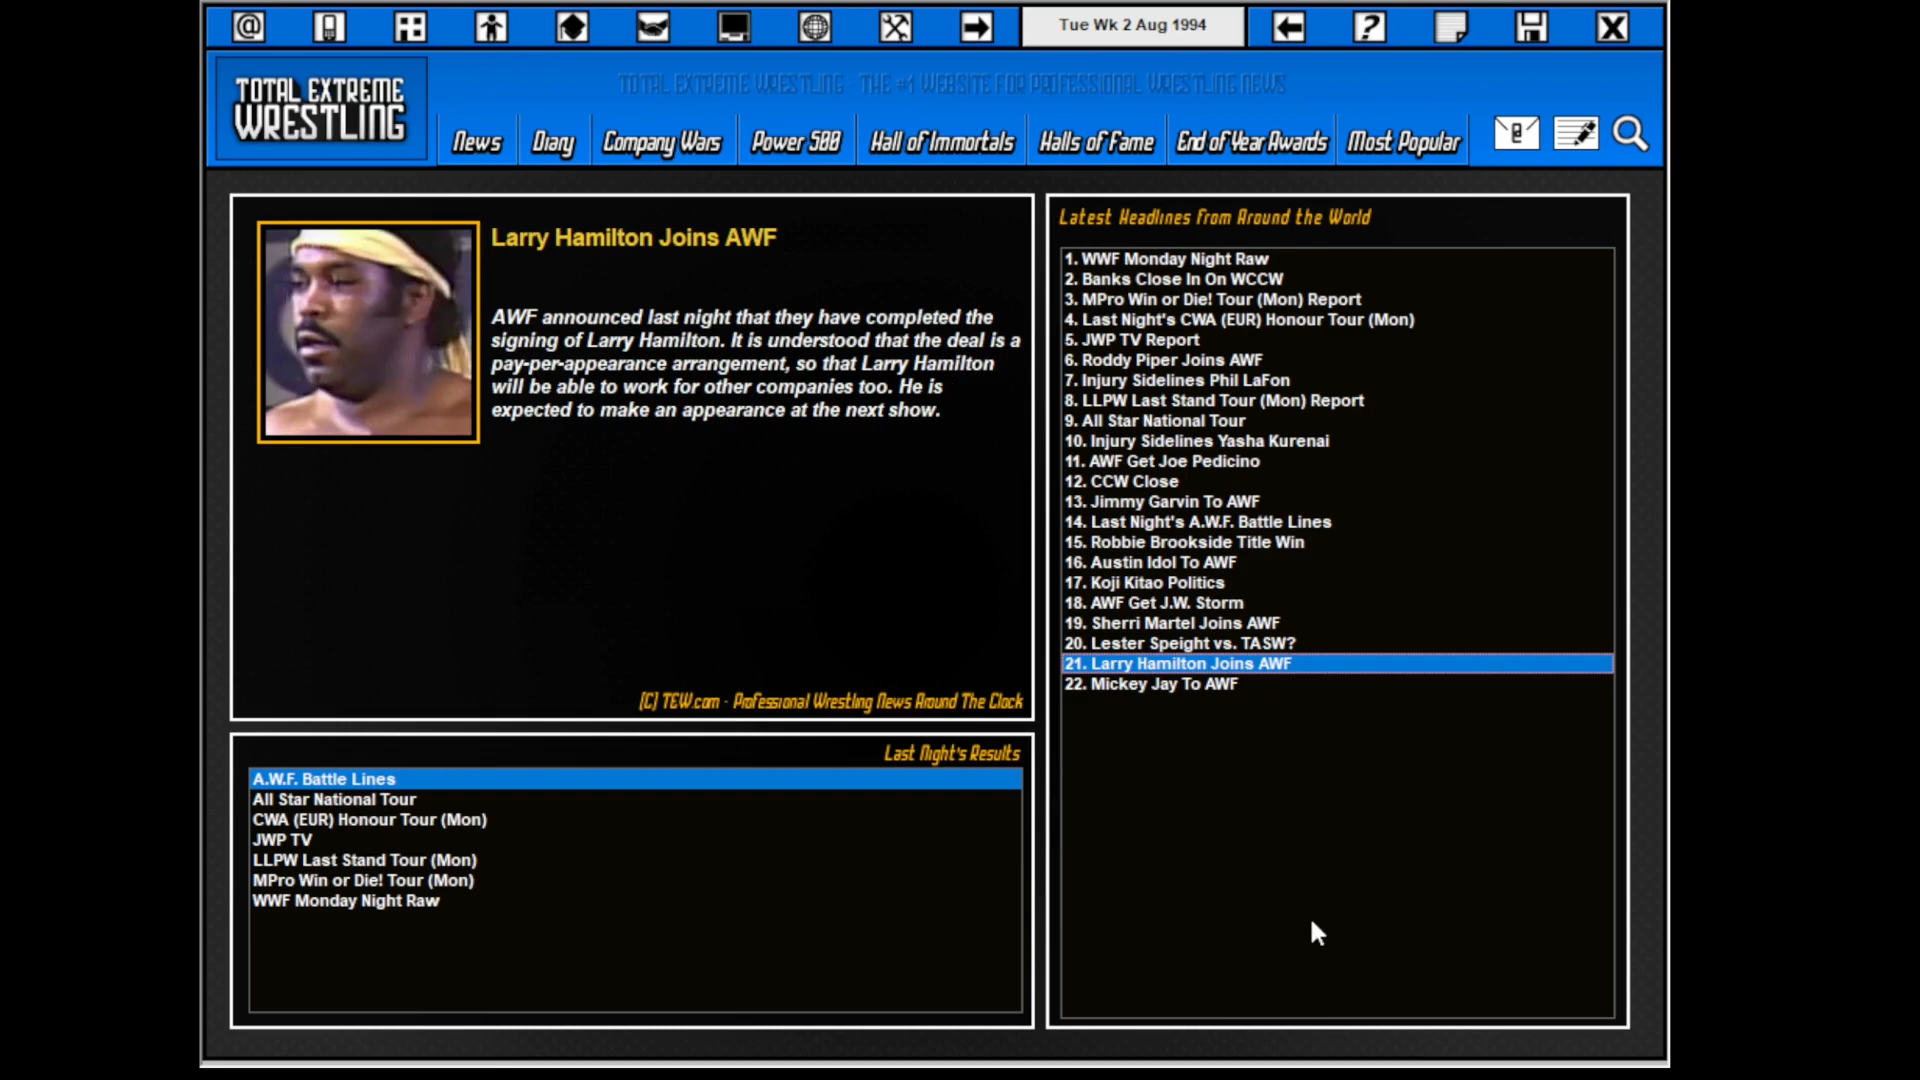 Tue Wk 2 Aug 1994
TOTAL EXTREME WRESTLING
TOTAL EXTREME WRESTLING THE #1 WEBSITE FOR PROFESSIONAL WRESTLING NEWS
News
Diary
Company Wars
Power 500
Hall of Immortals
Halls of Fame
End of Year Awards
Most Popular
Larry Hamilton Joins AWF
AWF announced last night that they have completed the
signing of Larry Hamilton. It is understood that the deal is a
pay-per-appearance arrangement, so that Larry Hamilton
will be able to work for other companies too. He is
expected to make an appearance at the next show.
(C) TEW.com - Professional Wrestling News Around The Clock
Last Night's Results
A.W.F. Battle Lines
All Star National Tour
CWA (EUR) Honour Tour (Mon)
JWP TV
LLPW Last Stand Tour (Mon)
MPro Win or Die! Tour (Mon)
WWF Monday Night Raw
Latest Headlines From Around the World
1. WWF Monday Night Raw
2. Banks Close In On WCCW
3. MPro Win or Die! Tour (Mon) Report
4. Last Night's CWA (EUR) Honour Tour (Mon)
5. JWP TV Report
6. Roddy Piper Joins AWF
7. Injury Sidelines Phil LaFon
8. LLPW Last Stand Tour (Mon) Report
9. All Star National Tour
10. Injury Sidelines Yasha Kurenai
11. AWF Get Joe Pedicino
12. CCW Close
13. Jimmy Garvin To AWF
14. Last Night's A.W.F. Battle Lines
15. Robbie Brookside Title Win
16. Austin Idol To AWF
17. Koji Kitao Politics
18. AWF Get J.W. Storm
19. Sherri Martel Joins AWF
20. Lester Speight vs. TASW?
21. Larry Hamilton Joins AWF
22. Mickey Jay To AWF